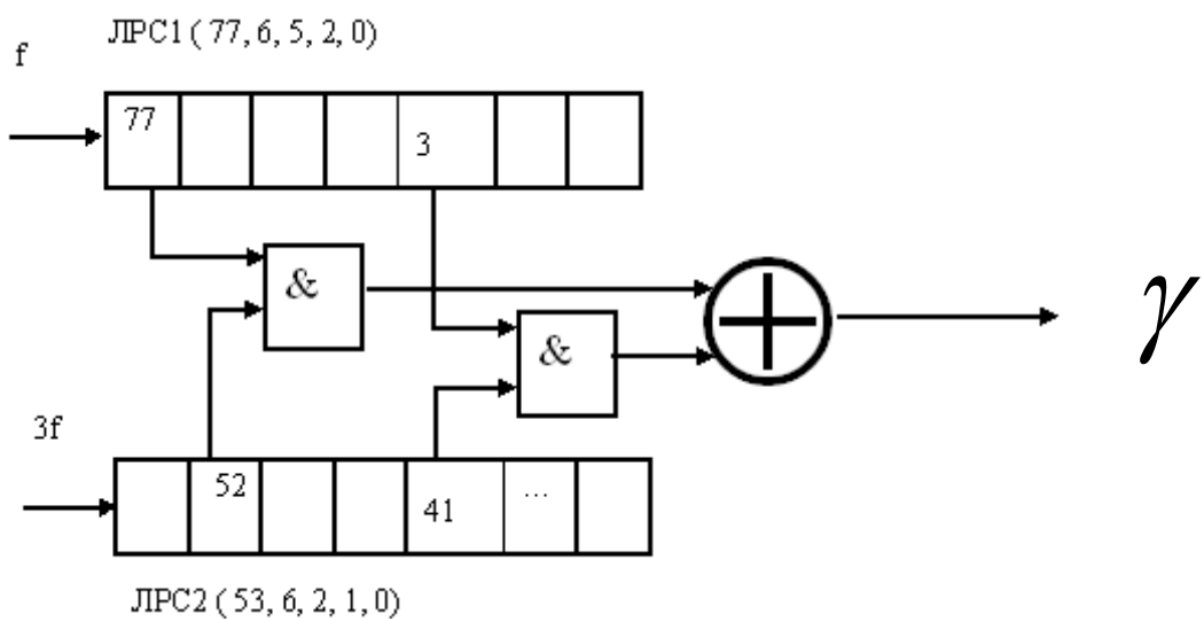 ЛРС1 ( 77, 6, 5, 2, 0)
f
77
3
&
&
γ
3f
52
41
...
ЛРС2 ( 53, 6, 2, 1, 0)